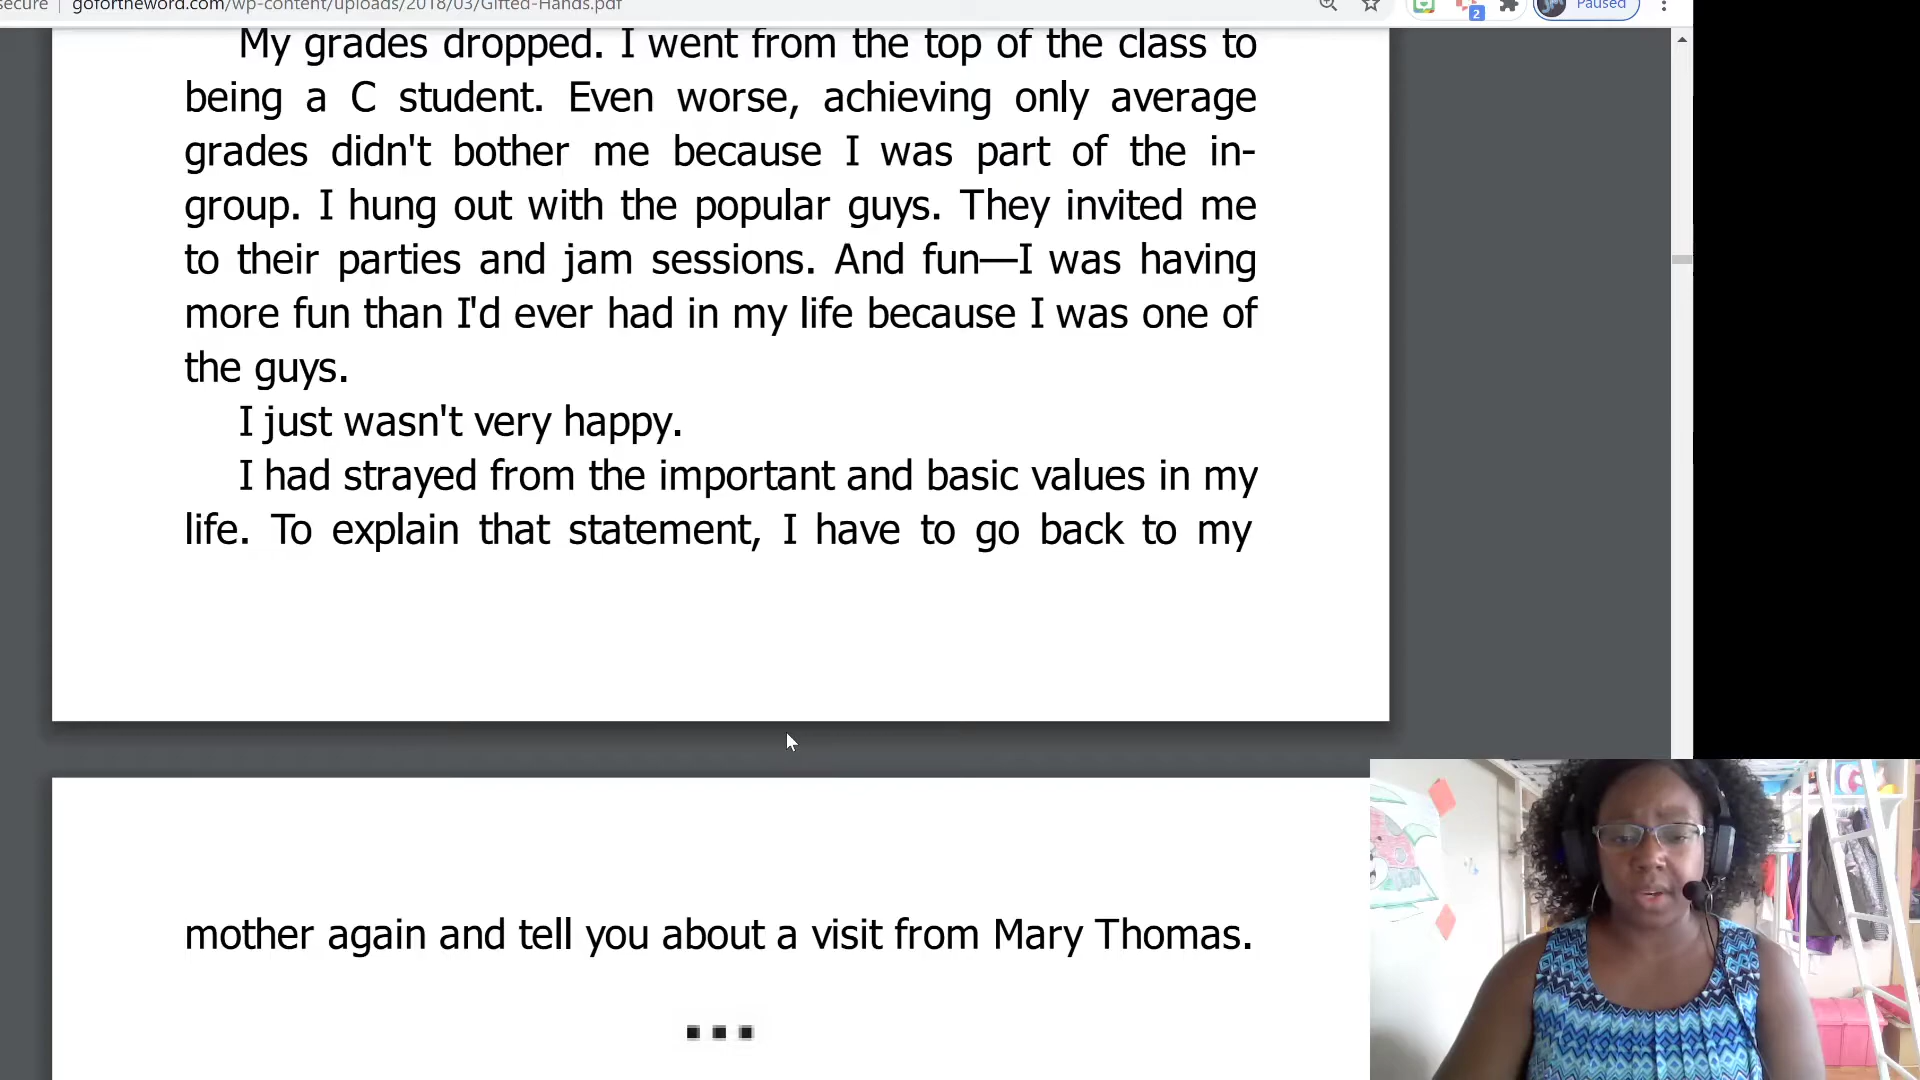 secure | gofortheword.com/wp-content/uploads/2018/03/Gifted-Hands.pdf
2
Paused
My grades dropped. I went from the top of the class to
being a C student. Even worse, achieving only average
grades didn't bother me because I was part of the in-
group. I hung out with the popular guys. They invited me
to their parties and jam sessions. And fun—I was having
more fun than I'd ever had in my life because I was one of
the guys.
I just wasn't very happy.
I had strayed from the important and basic values in my
life. To explain that statement, I have to go back to my
mother again and tell you about a visit from Mary Thomas.